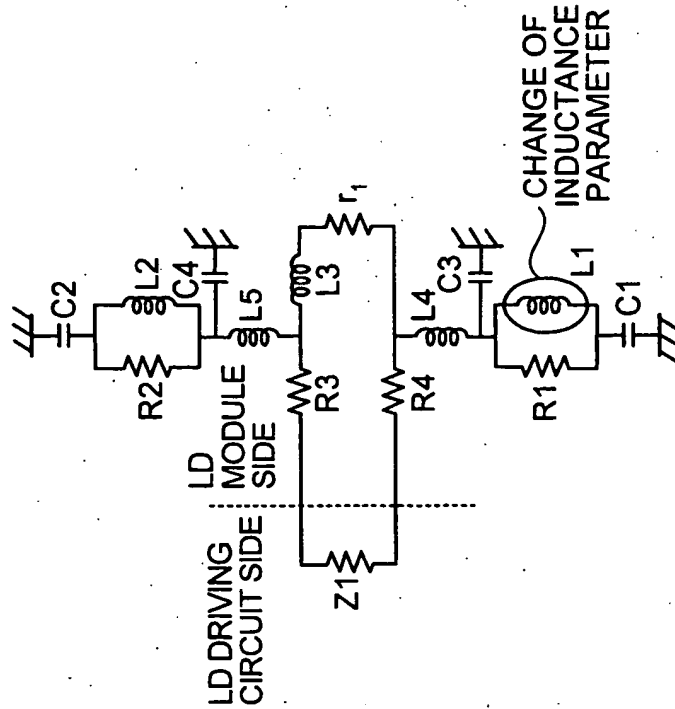 C2
L2
R2
C4
L5
LD
MODULE
SIDE
LD DRIVING
CIRCUIT SIDE
R3
L3
r1
Z1
R4
L4
C3
R1
L1
C1
CHANGE OF
INDUCTANCE
PARAMETER